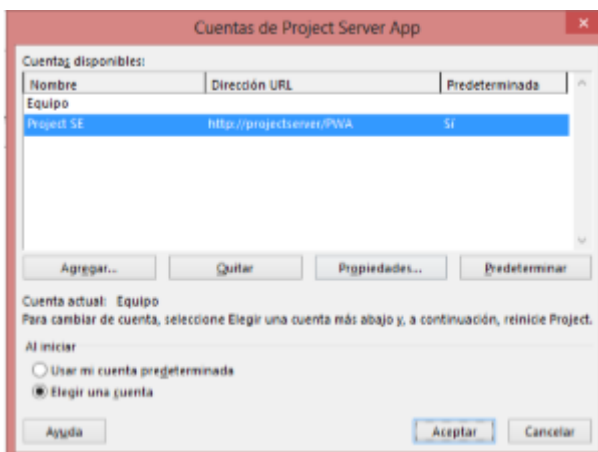 Cuentas de Project Server App
Cuentas disponibles:
Nombre Dirección URL Predeterminada
Equipo
Project SE http://projectserver/PWA Sí
Agregar... Quitar Propiedades... Predeterminar
Cuenta actual: Equipo
Para cambiar de cuenta, seleccione Elegir una cuenta más abajo y, a continuación, reinicie Project.
Al iniciar
Usar mi cuenta predeterminada
Elegir una cuenta
Ayuda Aceptar Cancelar